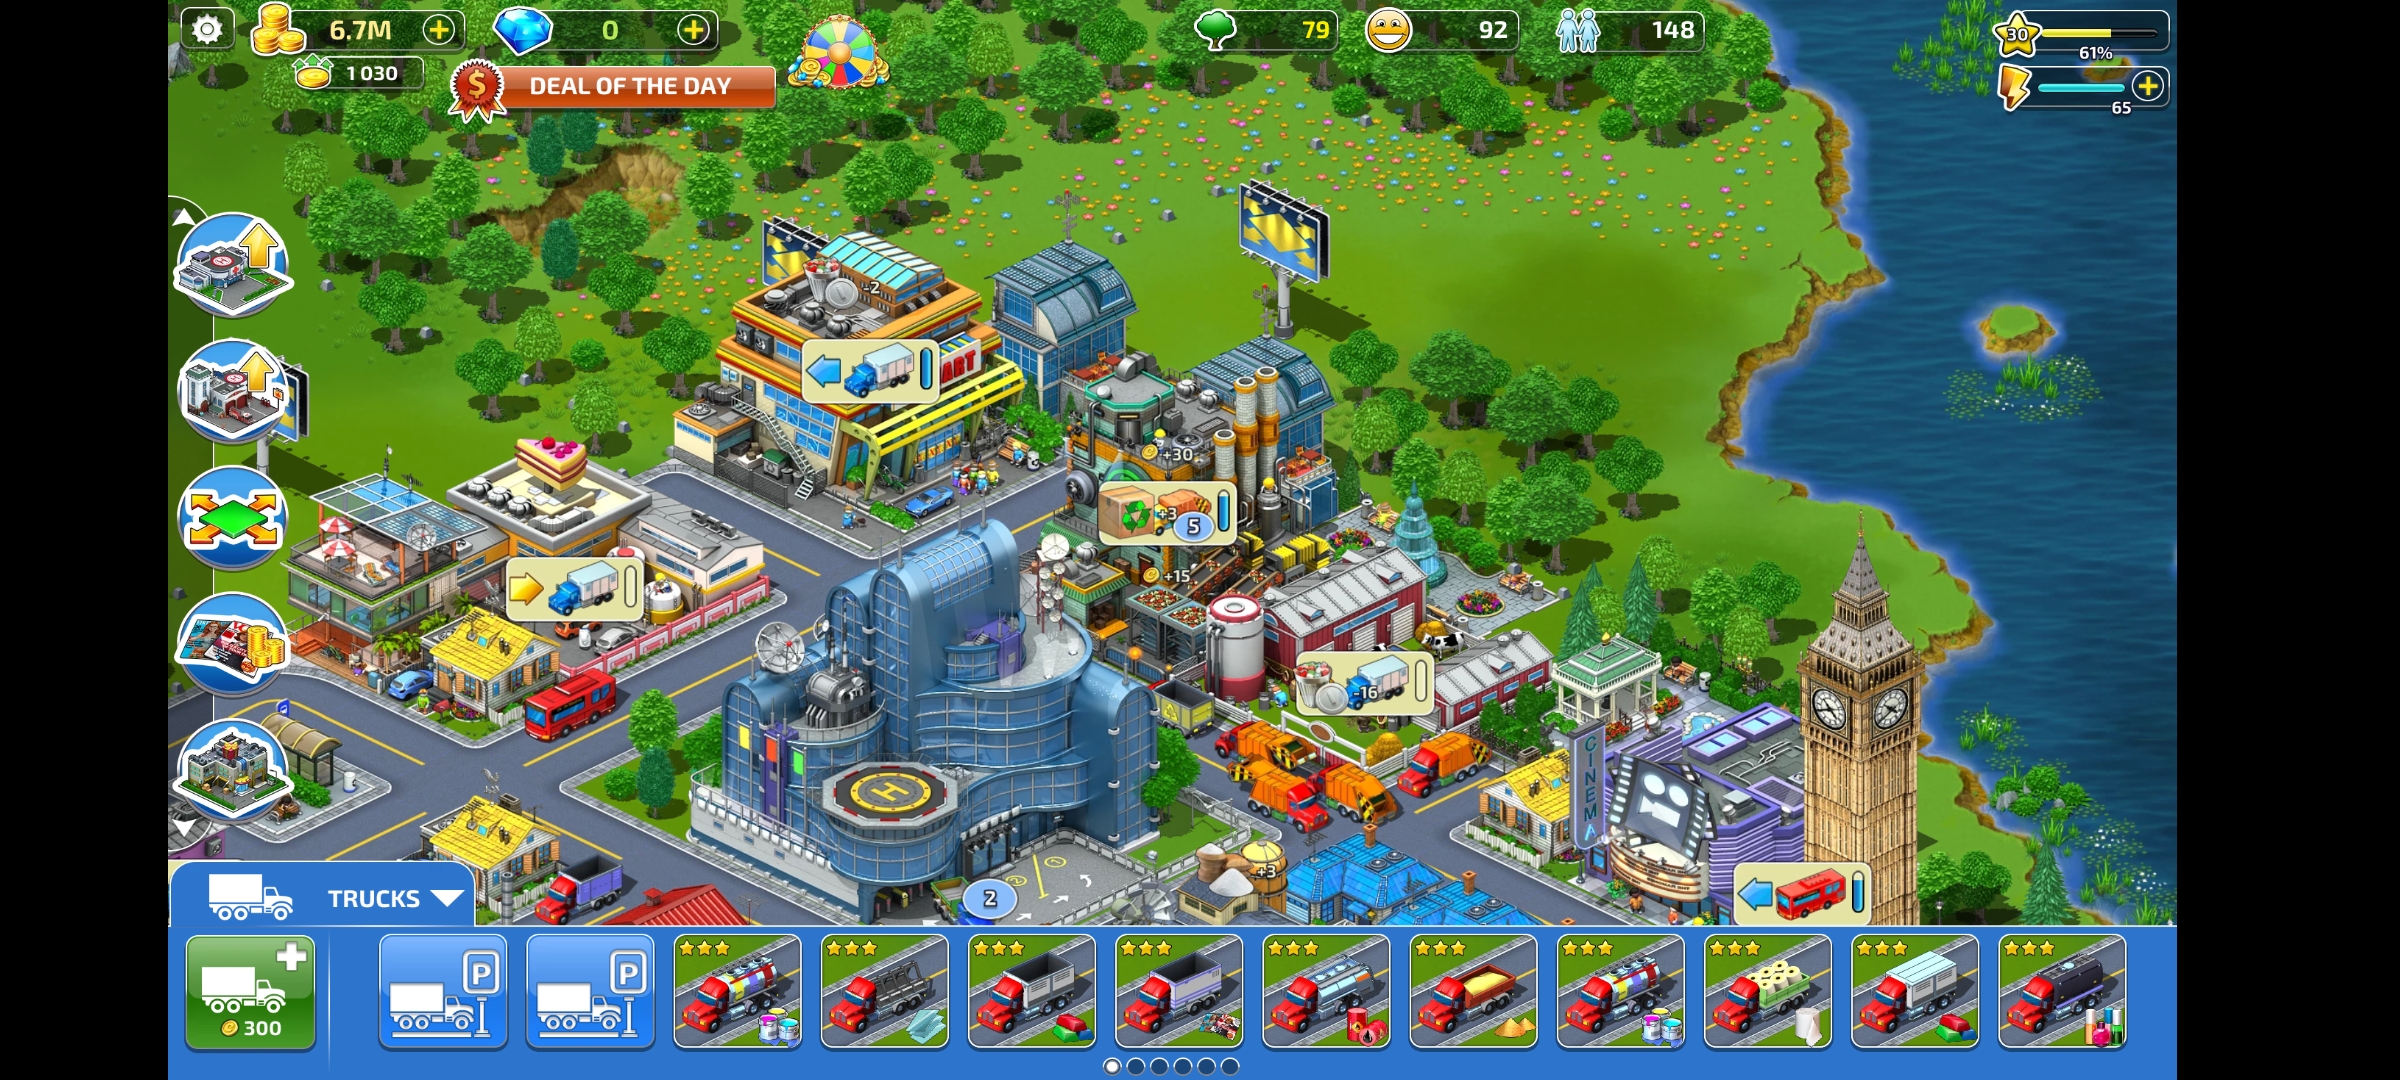 6.7M
0
79
92
148
30
61%
1 030
DEAL OF THE DAY
65
-2
ART
+30
+3
5
+15
-16
CINEMA
H
+3
2
TRUCKS
P
P
300